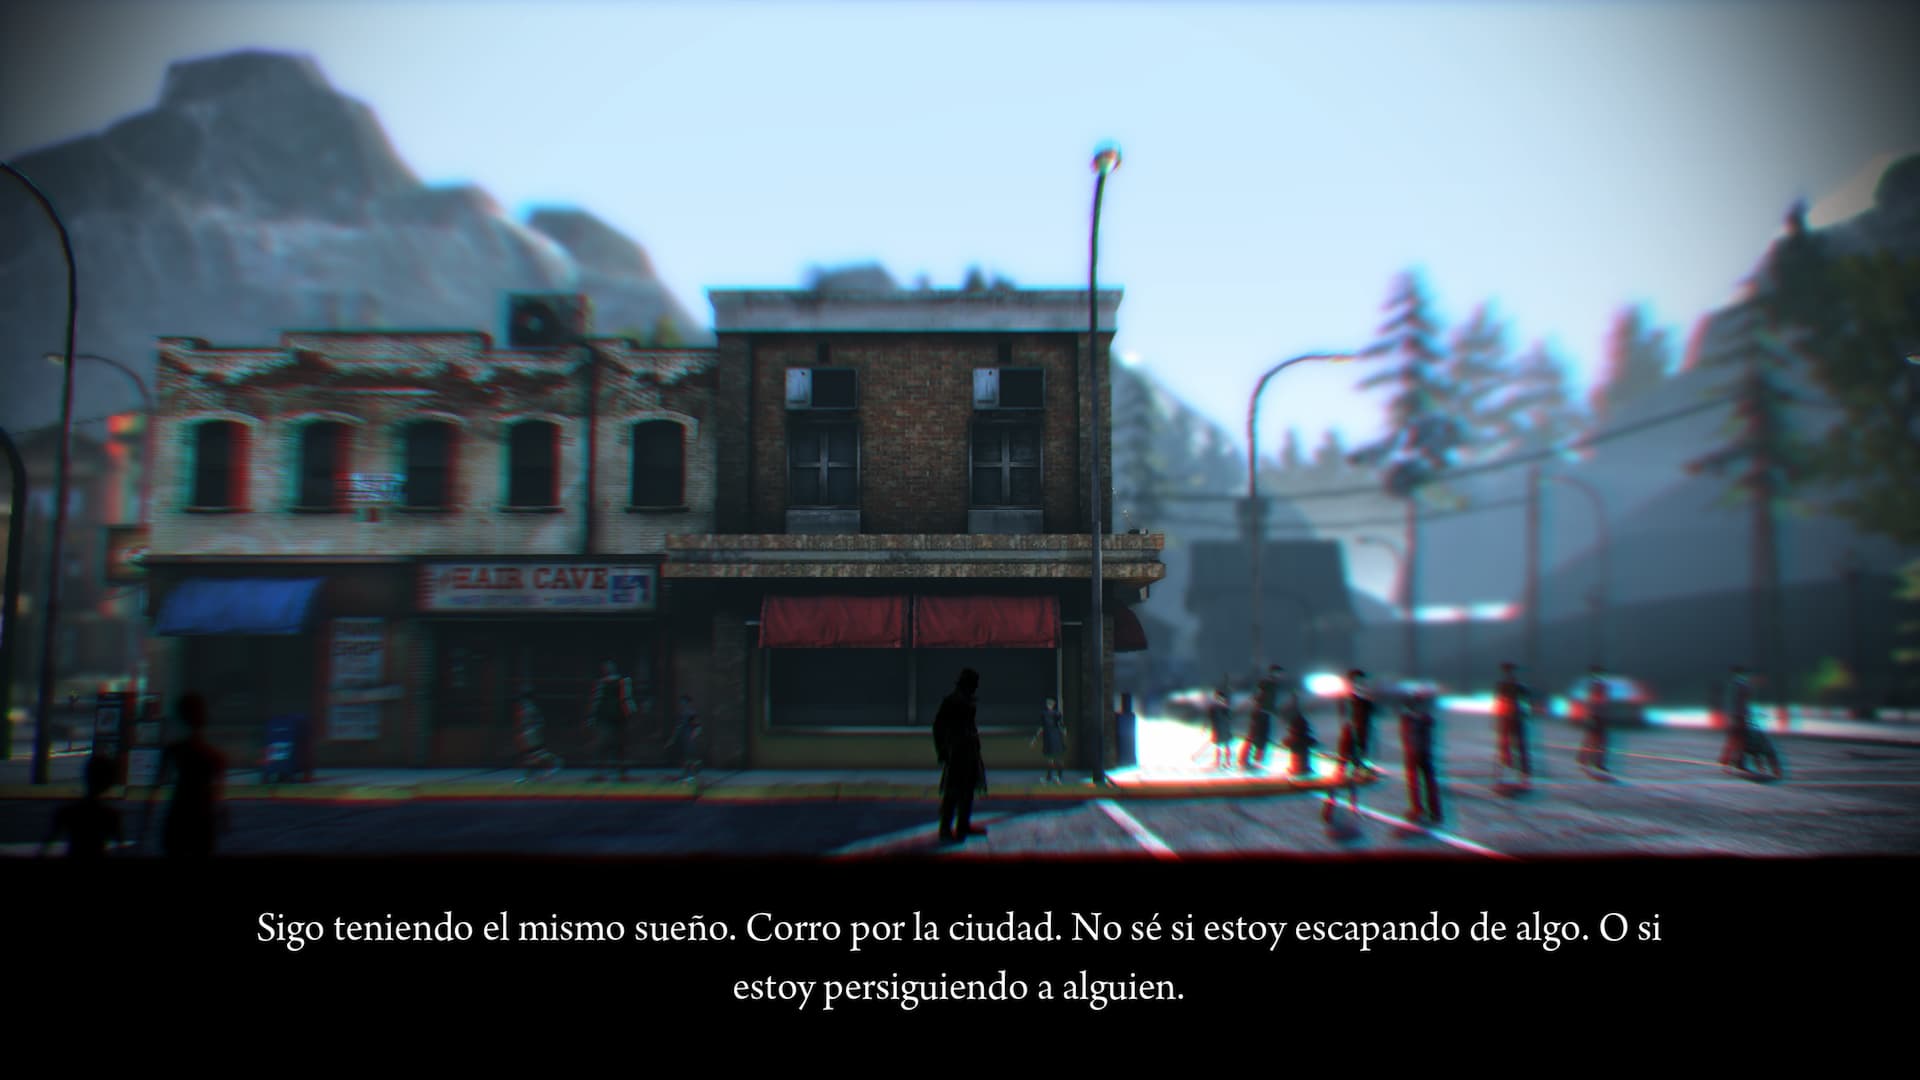 HAIR CAVE
Sigo teniendo el mismo sueño. Corro por la ciudad. No sé si estoy escapando de algo. O si
estoy persiguiendo a alguien.